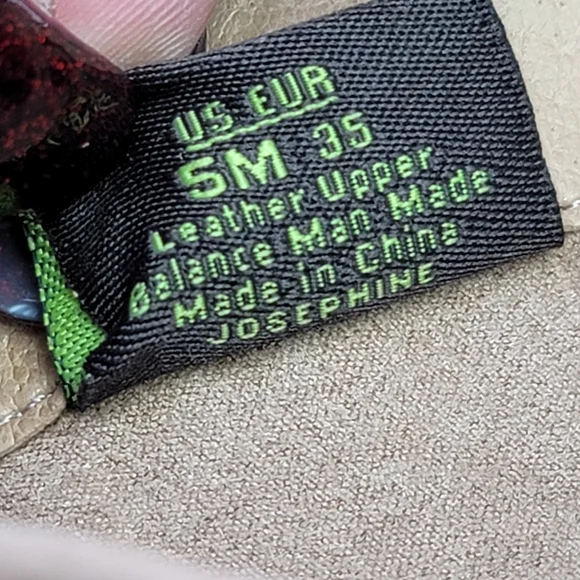 US EUR
5M 35
Leather Upper
Balance Man Made
Made in China
JOSEPHINE